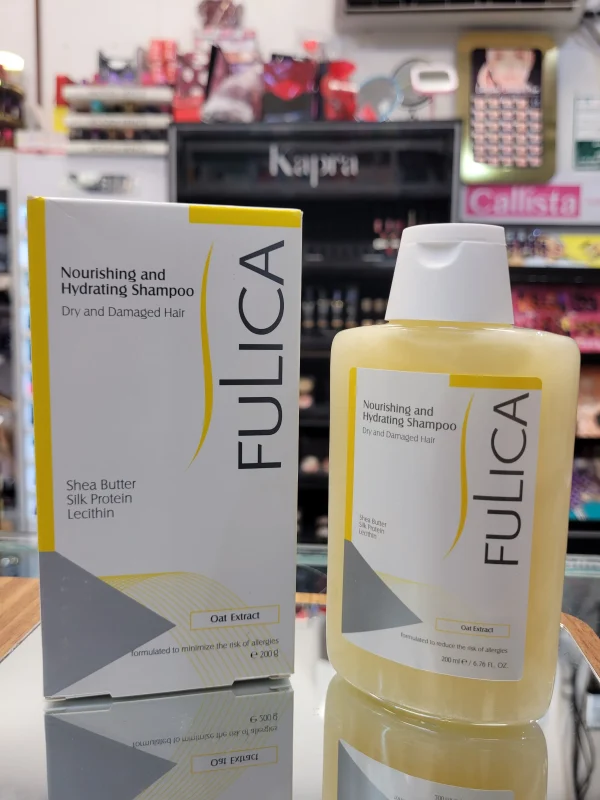 Kapra
Callista
Nourishing and
Hydrating Shampoo
Dry and Damaged Hair
FULICA
Shea Butter
Silk Protein
Lecithin
Oat Extract
formulated to minimize the risk of allergies
℮ 200 g
Nourishing and
Hydrating Shampoo
Dry and Damaged Hair
FULICA
Shea Butter
Silk Protein
Lecithin
Oat Extract
formulated to reduce the risk of allergies
200 ml ℮ / 6.76 FL. OZ.